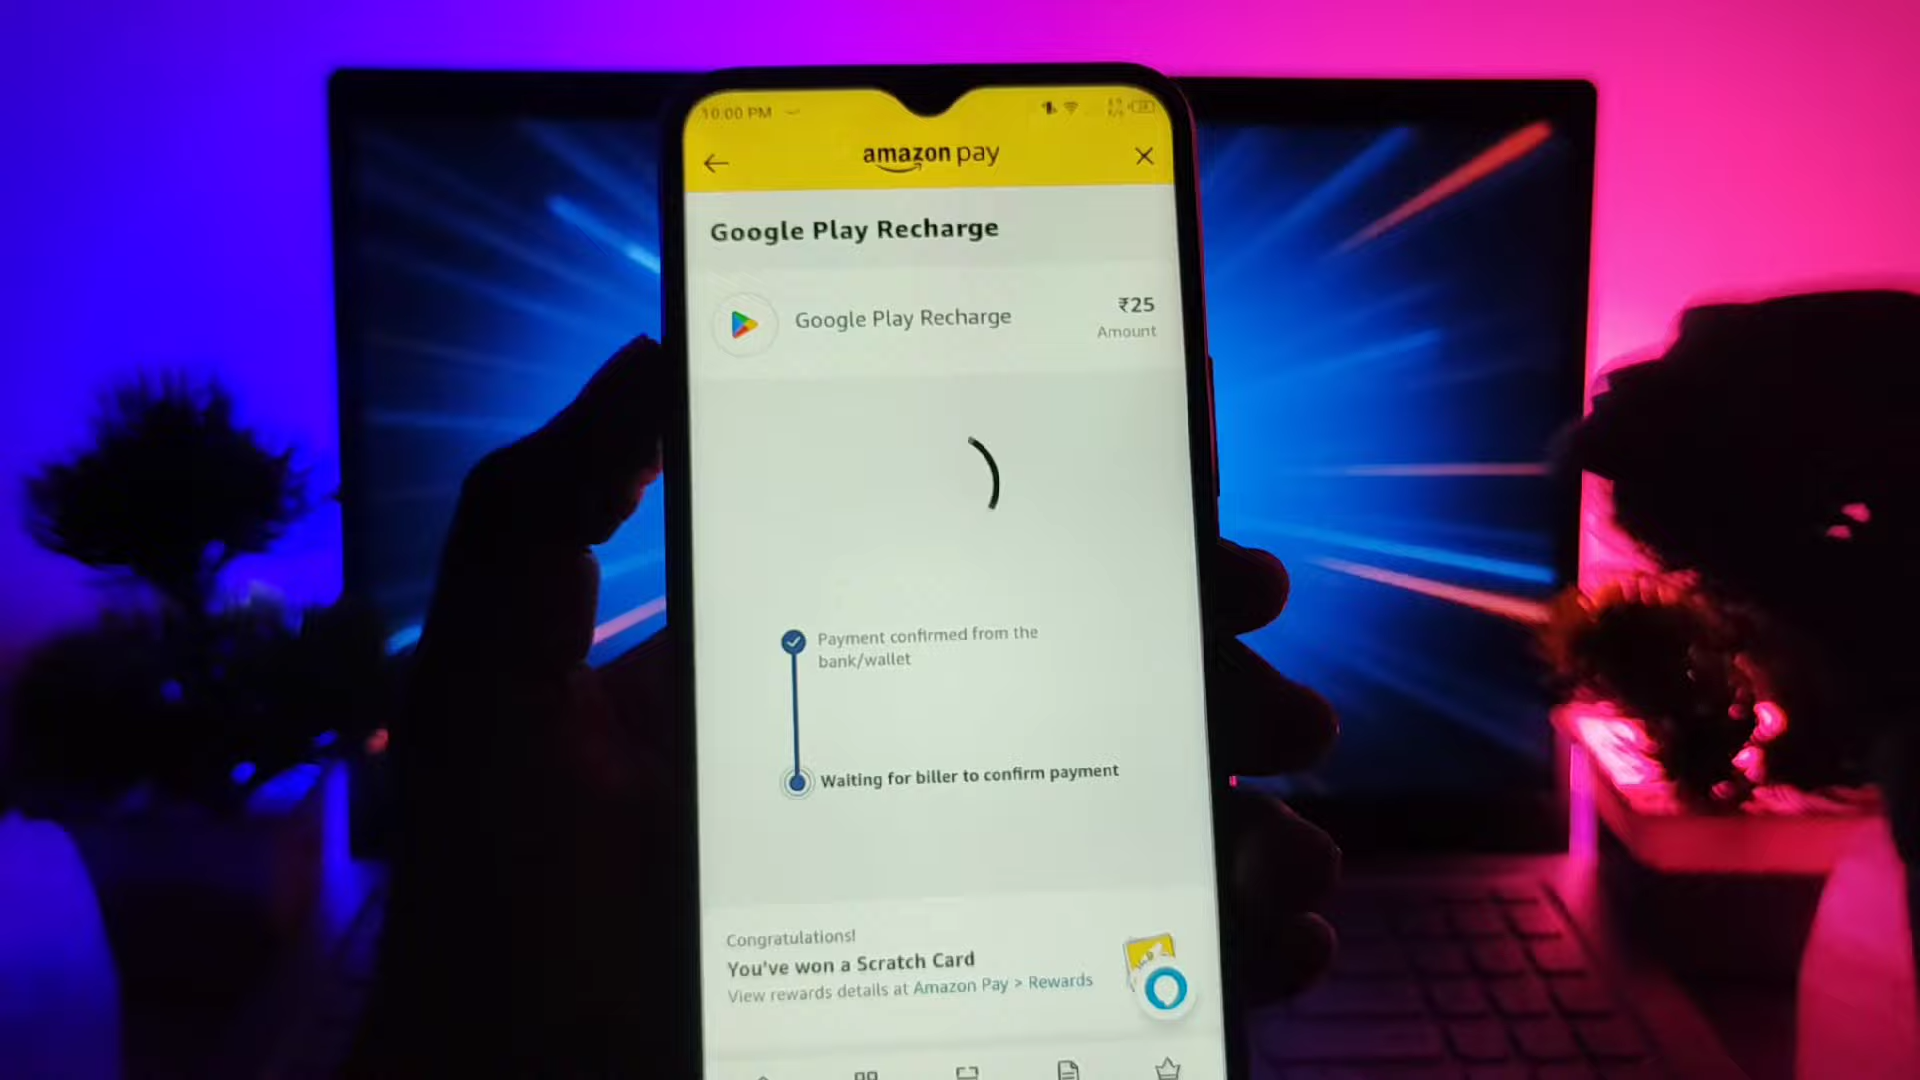 10:00 PM
amazon pay
Google Play Recharge
Google Play Recharge
₹25
Amount
Payment confirmed from the
bank/wallet
Waiting for biller to confirm payment
Congratulations!
You've won a Scratch Card
View rewards details at Amazon Pay > Rewards